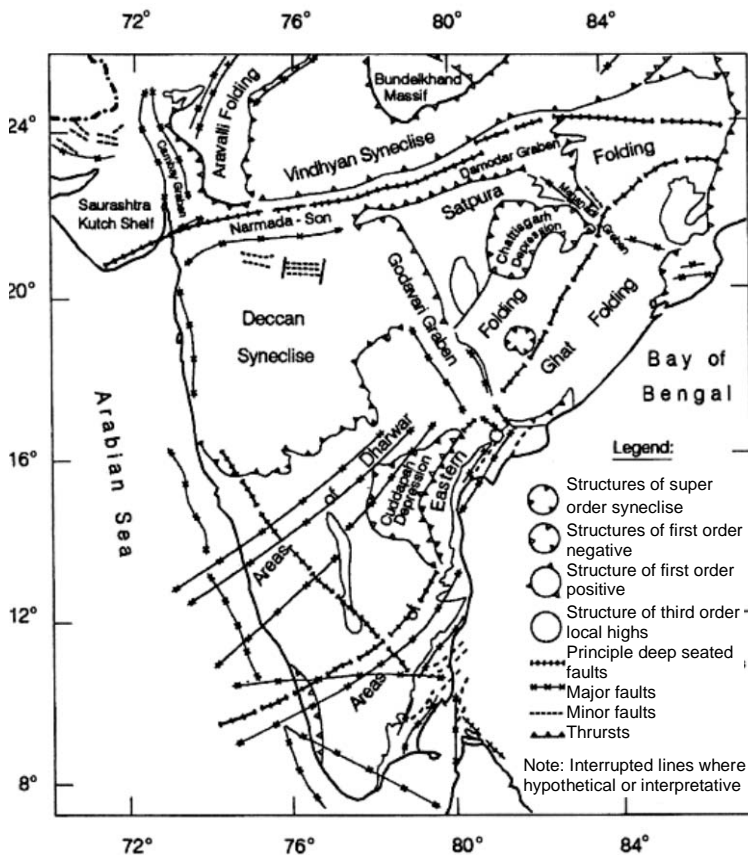 72° 76° 80° 84°
Bundelkhand
Massif
Aravalli Folding
24°
Vindhyan Syneclise
Cambay Graben
Damodar Graben
Folding
Saurashtra
Kutch Shelf
Narmada - Son
Satpura
Mahanadi Graben
Chattisgarh
Depression
20°
Godavari Graben
Deccan
Syneclise
Folding
Folding
Ghat
Bay of
Bengal
Arabian Sea
16°
Areas of Dharwar
Cuddapah
Depression
Eastern
Areas of
12°
8°
Legend:
Structures of super
order syneclise
Structures of first order
negative
Structure of first order
positive
Structure of third order
local highs
Principle deep seated
faults
Major faults
Minor faults
Thrursts
Note: Interrupted lines where
hypothetical or interpretative
72° 76° 80° 84°